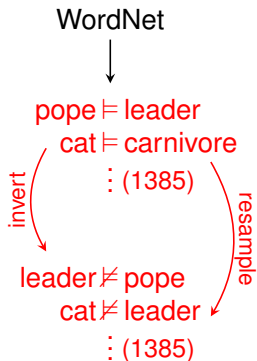 WordNet
pope ⊨ leader
cat ⊨ carnivore
⋮ (1385)
invert
resample
leader ⊭ pope
cat ⊭ leader
⋮ (1385)